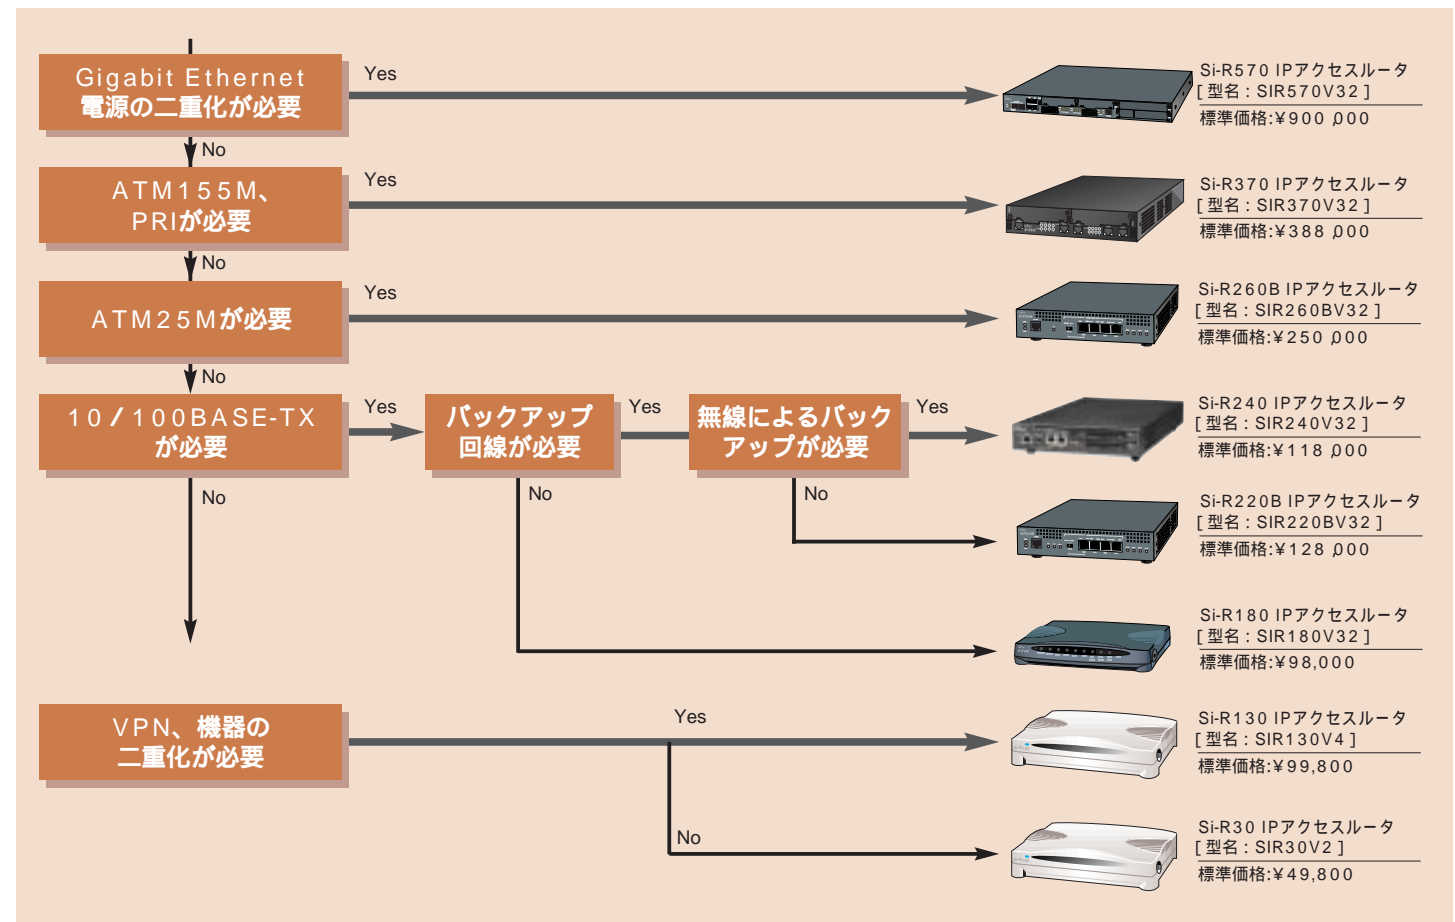 Gigabit Ethernet
電源の二重化が必要
Yes
Si-R570 IPアクセスルータ
[型名：SIR570V32]
標準価格:¥900,000
No
ATM155M、
PRIが必要
Yes
Si-R370 IPアクセスルータ
[型名：SIR370V32]
標準価格:¥388,000
No
ATM25Mが必要
Yes
Si-R260B IPアクセスルータ
[型名：SIR260BV32]
標準価格:¥250,000
No
10/100BASE-TX
が必要
Yes
バックアップ
回線が必要
Yes
無線によるバック
アップが必要
Yes
Si-R240 IPアクセスルータ
[型名：SIR240V32]
標準価格:¥118,000
No
No
No
Si-R220B IPアクセスルータ
[型名：SIR220BV32]
標準価格:¥128,000
Si-R180 IPアクセスルータ
[型名：SIR180V32]
標準価格:¥98,000
VPN、機器の
二重化が必要
Yes
Si-R130 IPアクセスルータ
[型名：SIR130V4]
標準価格:¥99,800
No
Si-R30 IPアクセスルータ
[型名：SIR30V2]
標準価格:¥49,800